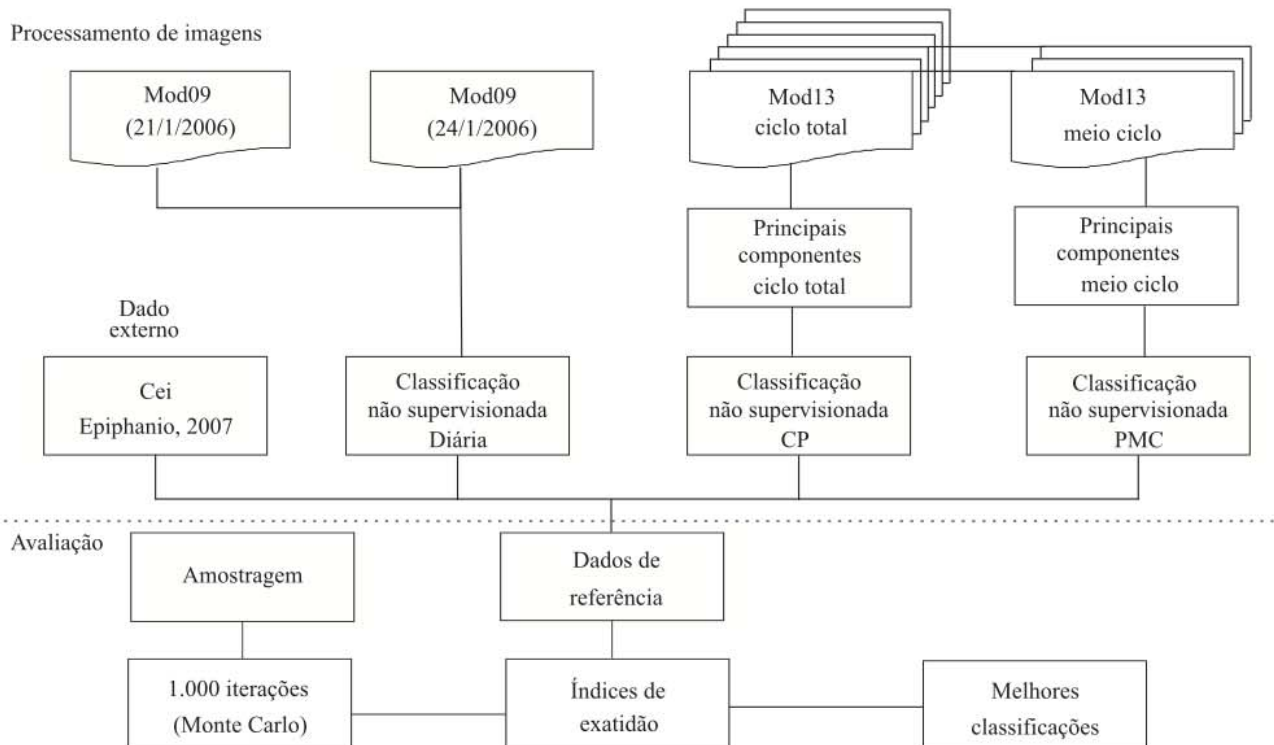 Processamento de imagens
Mod09
(21/1/2006)
Mod09
(24/1/2006)
Mod13
ciclo total
Mod13
meio ciclo
Principais
componentes
ciclo total
Principais
componentes
meio ciclo
Dado
externo
Cei
Epiphanio, 2007
Classificação
não supervisionada
Diária
Classificação
não supervisionada
CP
Classificação
não supervisionada
PMC
Avaliação
Amostragem
Dados de
referência
1.000 iterações
(Monte Carlo)
Índices de
exatidão
Melhores
classificações